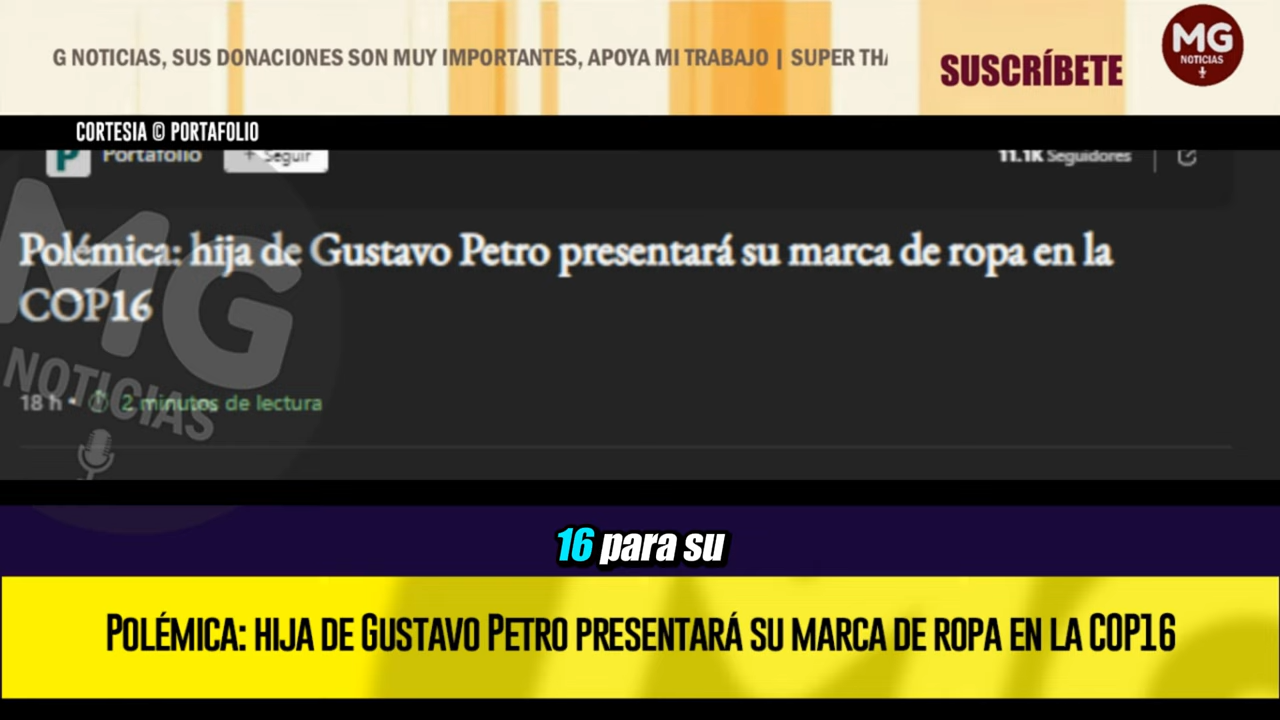 G NOTICIAS, SUS DONACIONES SON MUY IMPORTANTES, APOYA MI TRABAJO | SUPER
SUSCRÍBETE
MG
NOTICIAS
CORTESIA © PORTAFOLIO
Portafolio
+ Seguir
11.1K Seguidores
Polémica: hija de Gustavo Petro presentará su marca de ropa en la
COP16
MG
NOTICIAS
18 h • 2 minutos de lectura
16 para su
POLÉMICA: HIJA DE GUSTAVO PETRO PRESENTARÁ SU MARCA DE ROPA EN LA COP16